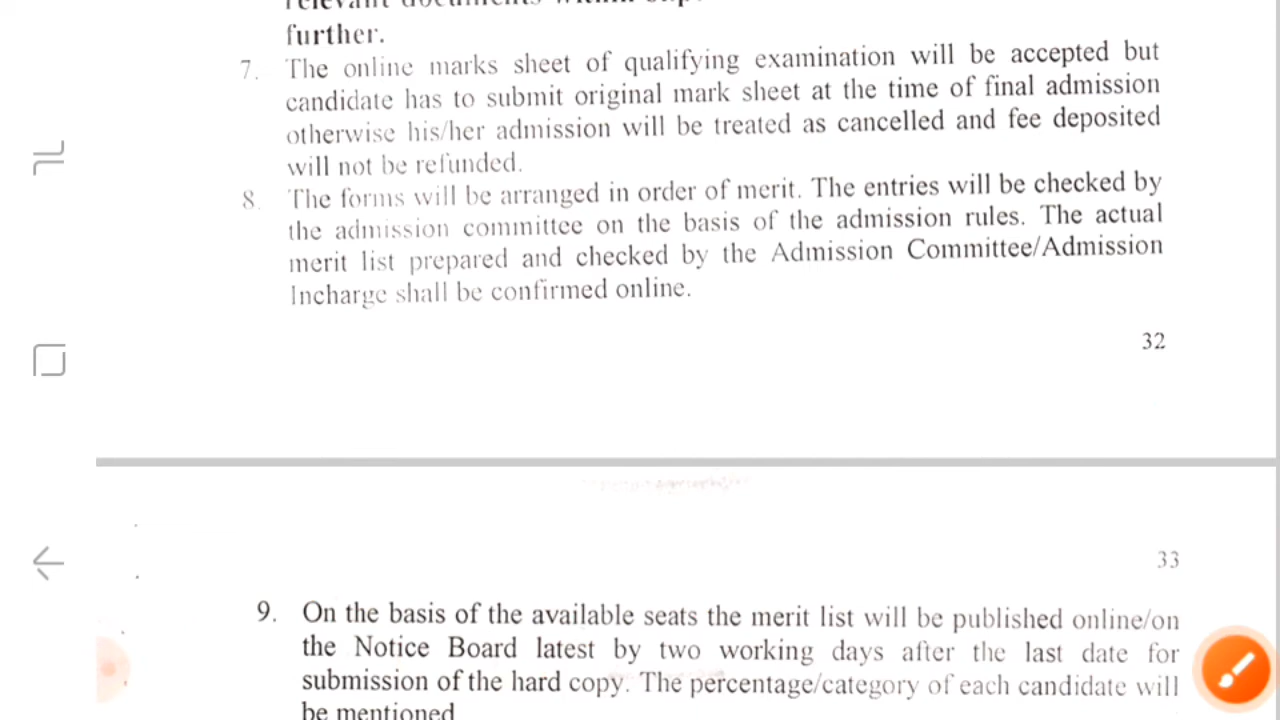 relevant documents within
further.
7. The online marks sheet of qualifying examination will be accepted but
candidate has to submit original mark sheet at the time of final admission
otherwise his/her admission will be treated as cancelled and fee deposited
will not be refunded.
8. The forms will be arranged in order of merit. The entries will be checked by
the admission committee on the basis of the admission rules. The actual
merit list prepared and checked by the Admission Committee/Admission
Incharge shall be confirmed online.
32
33
9. On the basis of the available seats the merit list will be published online/on
the Notice Board latest by two working days after the last date for
submission of the hard copy. The percentage/category of each candidate will
be mentioned